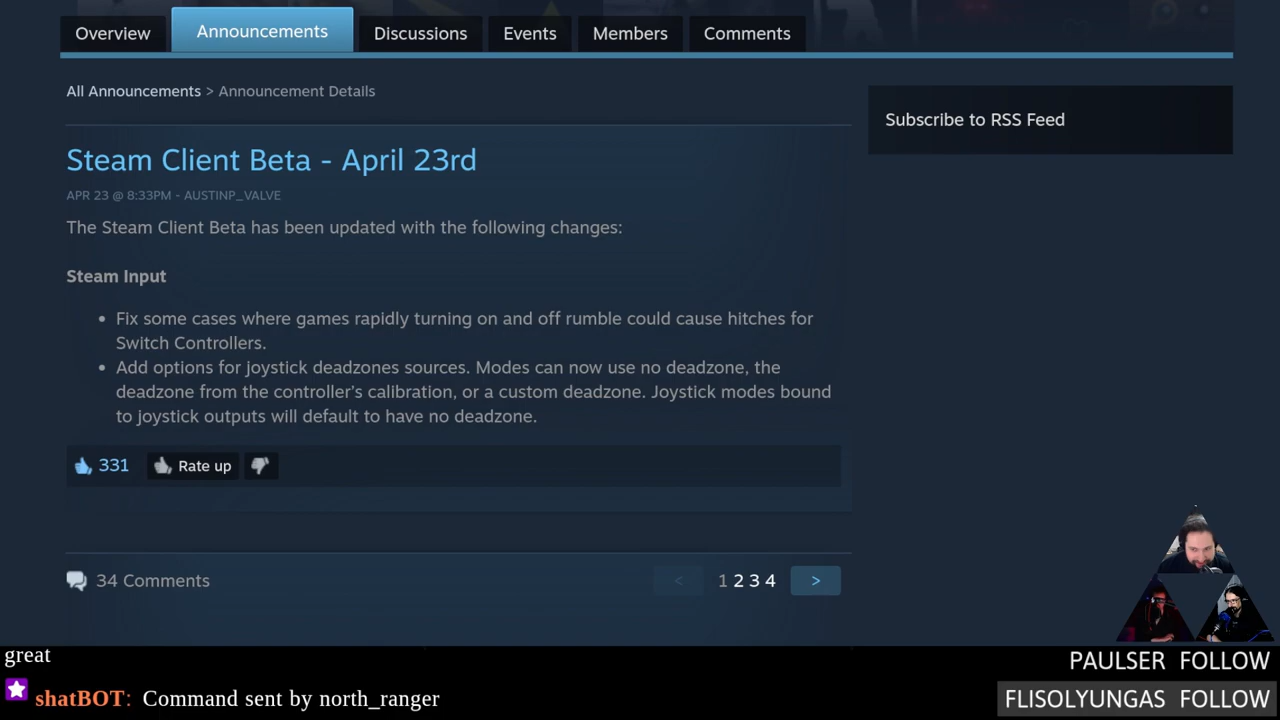 Overview Announcements Discussions Events Members Comments
All Announcements > Announcement Details
Subscribe to RSS Feed
Steam Client Beta - April 23rd
APR 23 @ 8:33PM - AUSTINP_VALVE
The Steam Client Beta has been updated with the following changes:
Steam Input
• Fix some cases where games rapidly turning on and off rumble could cause hitches for
Switch Controllers.
• Add options for joystick deadzones sources. Modes can now use no deadzone, the
deadzone from the controller's calibration, or a custom deadzone. Joystick modes bound
to joystick outputs will default to have no deadzone.
331 Rate up
34 Comments < 1 2 3 4 >
great
shatBOT: Command sent by north_ranger
PAULSER FOLLOW
FLISOLYUNGAS FOLLOW